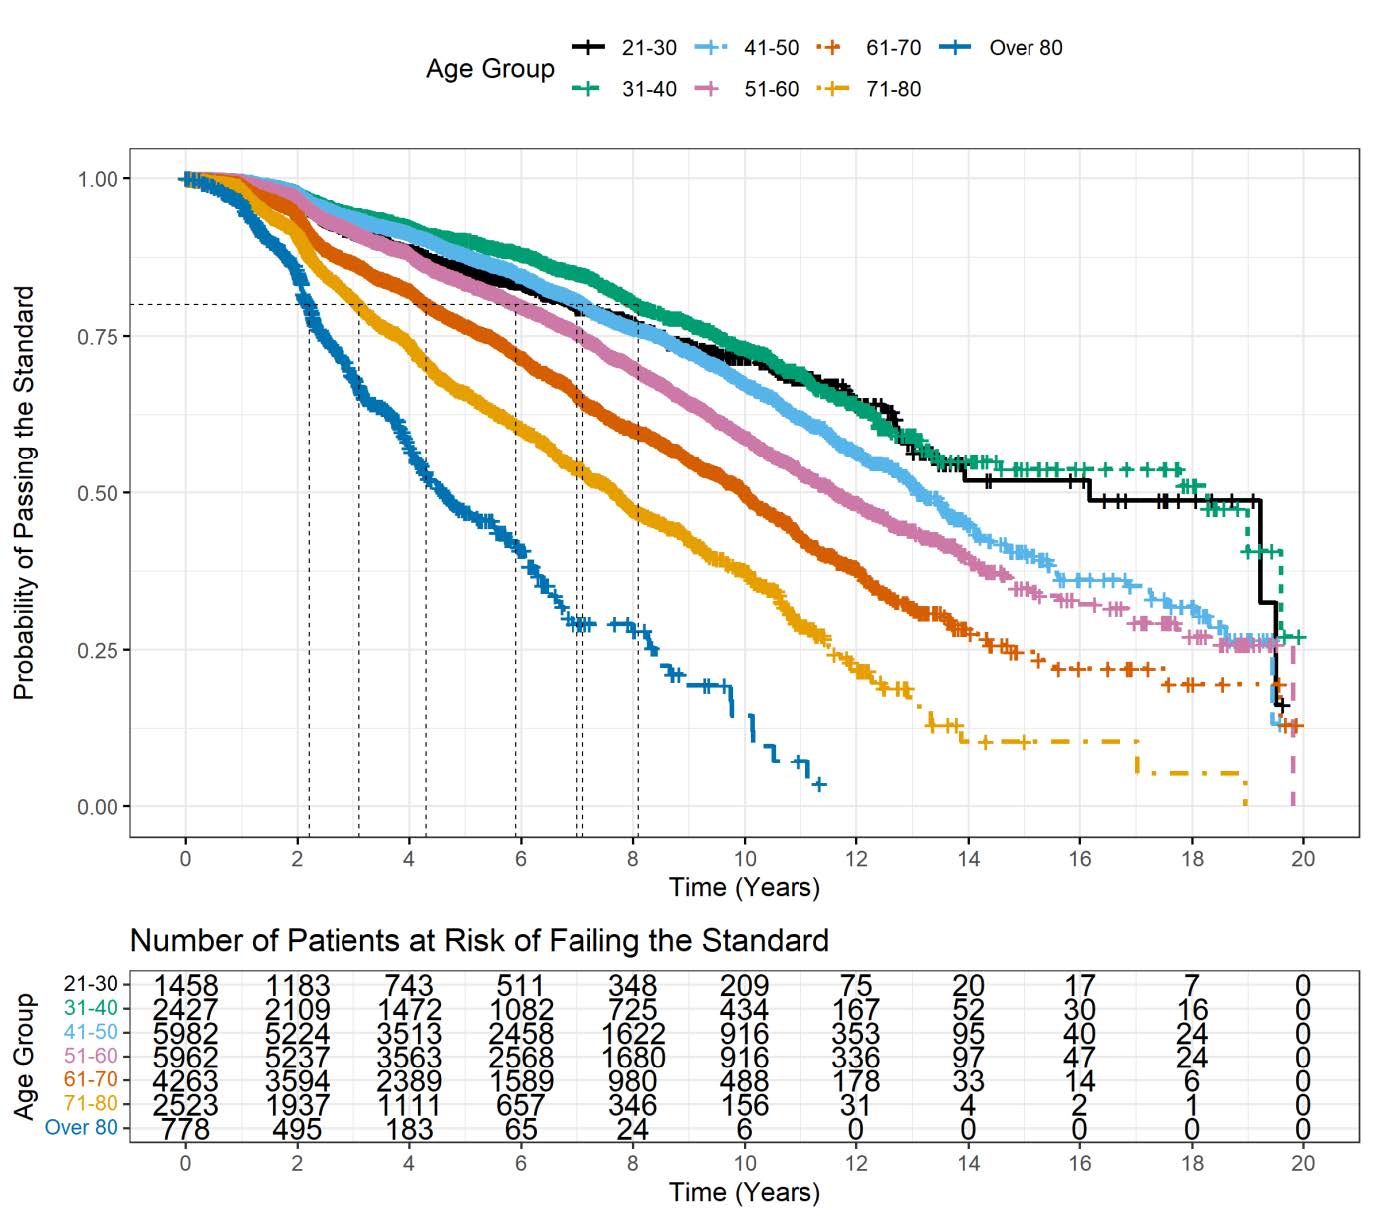 Age Group 21-30 41-50 61-70 Over 80
31-40 51-60 71-80
Probability of Passing the Standard
1.00
0.75
0.50
0.25
0.00
0 2 4 6 8 10 12 14 16 18 20
Time (Years)
Number of Patients at Risk of Failing the Standard
Age Group
21-30 1458 1183 743 511 348 209 75 20 17 7 0
31-40 2427 2109 1472 1082 725 434 167 52 30 16 0
41-50 5982 5224 3513 2458 1622 916 353 95 40 24 0
51-60 5962 5237 3563 2568 1680 916 336 97 47 24 0
61-70 4263 3594 2389 1589 980 488 178 33 14 6 0
71-80 2523 1937 1111 657 346 156 31 4 2 1 0
Over 80 778 495 183 65 24 6 0 0 0 0 0
0 2 4 6 8 10 12 14 16 18 20
Time (Years)